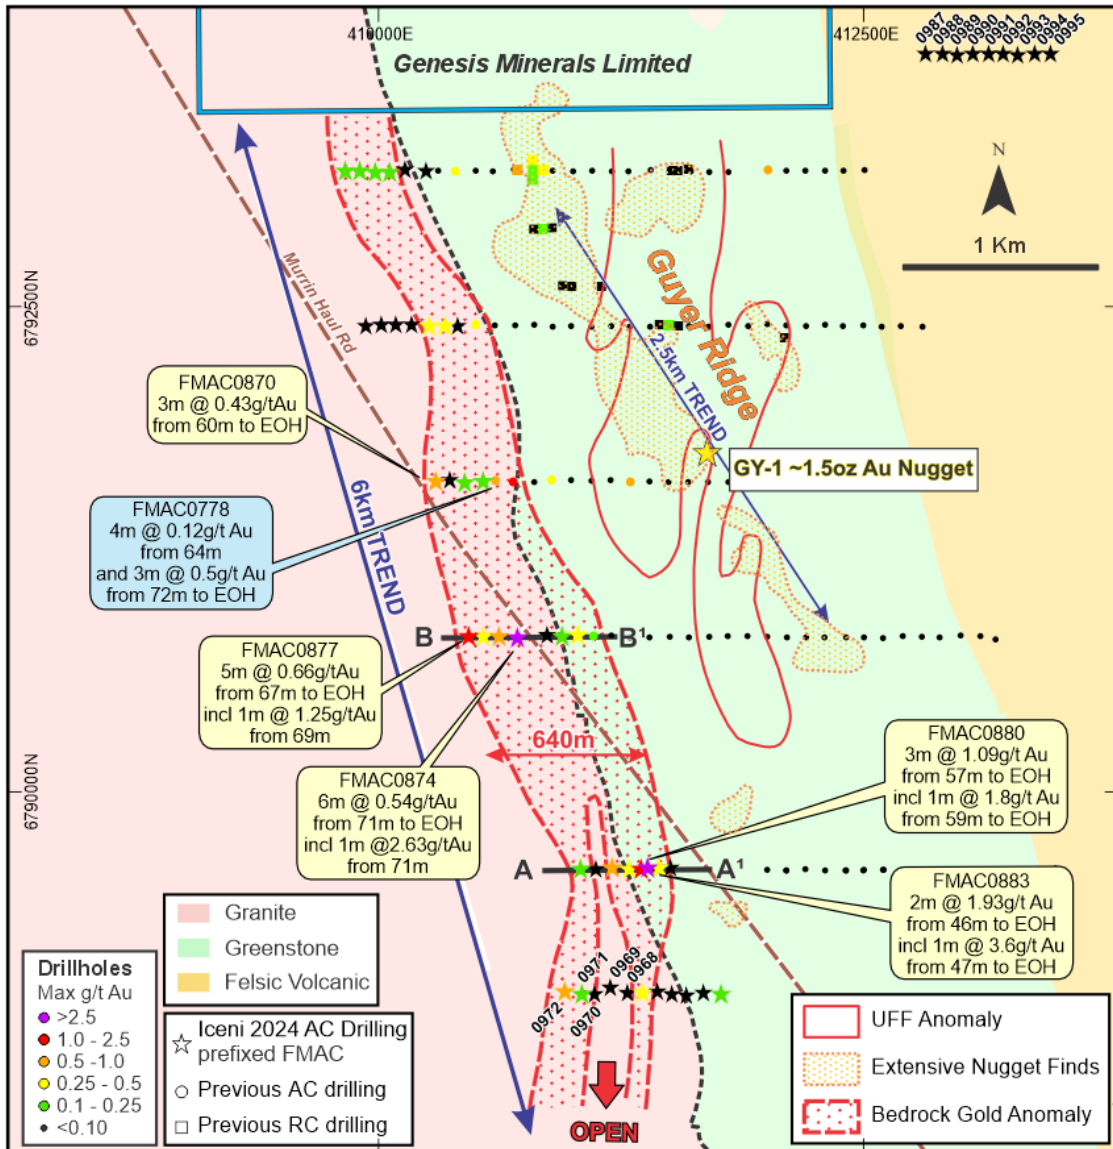 410000E
412500E
0987
0988
0989
0990
0991
0992
0993
0994
0995
Genesis Minerals Limited
N
1 Km
6792500N
6790000N
Murrin Haul Rd
Guyer Ridge
2.5km TREND
6km TREND
GY-1 ~1.5oz Au Nugget
FMAC0870
3m @ 0.43g/tAu
from 60m to EOH
FMAC0778
4m @ 0.12g/t Au
from 64m
and 3m @ 0.5g/t Au
from 72m to EOH
B
B¹
FMAC0877
5m @ 0.66g/tAu
from 67m to EOH
incl 1m @ 1.25g/tAu
from 69m
640m
FMAC0874
6m @ 0.54g/tAu
from 71m to EOH
incl 1m @2.63g/tAu
from 71m
FMAC0880
3m @ 1.09g/t Au
from 57m to EOH
incl 1m @ 1.8g/t Au
from 59m to EOH
A
A¹
FMAC0883
2m @ 1.93g/t Au
from 46m to EOH
incl 1m @ 3.6g/t Au
from 47m to EOH
0972
0971
0970
0969
0968
OPEN
Granite
Greenstone
Felsic Volcanic
Drillholes
Max g/t Au
>2.5
1.0 - 2.5
0.5 -1.0
0.25 - 0.5
0.1 - 0.25
<0.10
Iceni 2024 AC Drilling
prefixed FMAC
Previous AC drilling
Previous RC drilling
UFF Anomaly
Extensive Nugget Finds
Bedrock Gold Anomaly